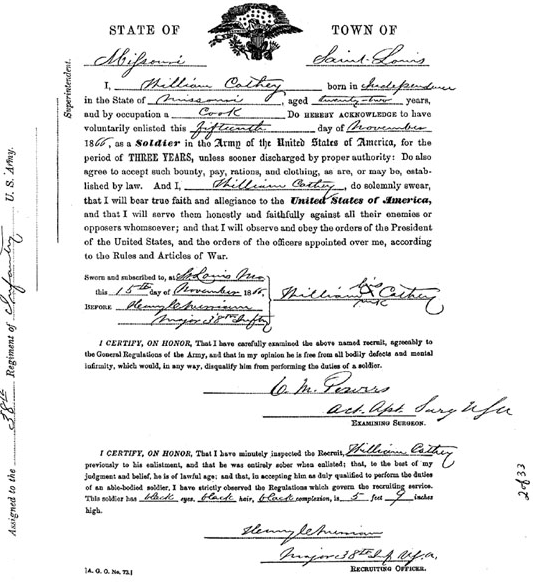 STATE OF TOWN OF
Missouri Saint Louis
I, William Cathey born in Independence
in the State of Missouri aged twenty-two years,
and by occupation a Cook Do HEREBY ACKNOWLEDGE to have
voluntarily enlisted this fifteenth day of November
1866, as a Soldier in the Army of the United States of America, for the
period of THREE YEARS, unless sooner discharged by proper authority: Do also
agree to accept such bounty, pay, rations, and clothing, as are, or may be, estab-
lished by law. And I, William Cathey, do solemnly swear,
that I will bear true faith and allegiance to the United States of America,
and that I will serve them honestly and faithfully against all their enemies or
opposers whomsoever; and that I will observe and obey the orders of the President
of the United States, and the orders of the officers appointed over me, according
to the Rules and Articles of War.
Sworn and subscribed to, at St Louis Mo
this 15th day of November 1866,
BEFORE Henry
Major 38th Infty
William his Cathey
mark
I CERTIFY, ON HONOR, That I have carefully examined the above named recruit, agreeably to
the General Regulations of the Army, and that in my opinion he is free from all bodily defects and mental
infirmity, which would, in any way, disqualify him from performing the duties of a soldier.
C. M. Powers
Act. Asst. Surg USA
EXAMINING SURGEON.
I CERTIFY, ON HONOR, That I have minutely inspected the Recruit, William Cathey
previously to his enlistment, and that he was entirely sober when enlisted; that, to the best of my
judgment and belief, he is of lawful age; and that, in accepting him as duly qualified to perform the duties
of an able-bodied soldier, I have strictly observed the Regulations which govern the recruiting service.
This soldier has black eyes, black hair, black complexion, is 5 feet 9 inches
high.
Henry
Major 38th Inf U.S.A.
RECRUITING OFFICER.
[A. G. O. No. 73.]
Superintendent.
Assigned to the 38th Regiment of Infantry U. S. Army.
2 of 33